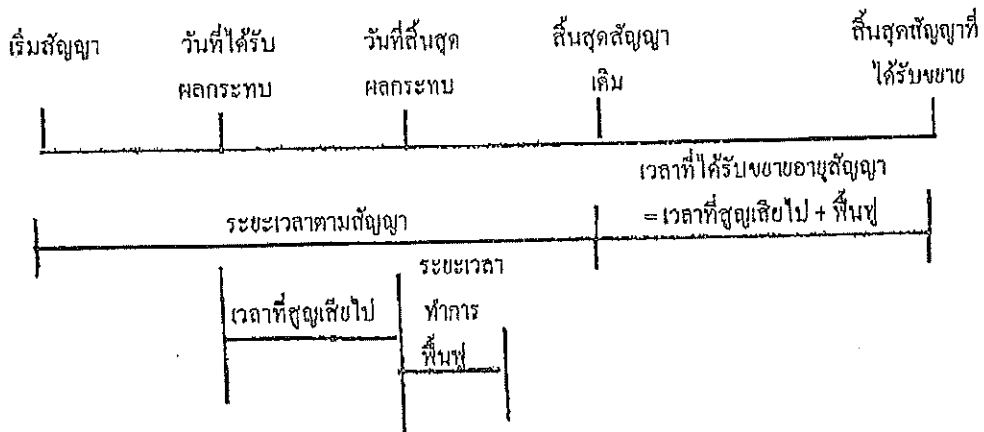 เริ่มสัญญา
วันที่ได้รับ
ผลกระทบ
วันที่สิ้นสุด
ผลกระทบ
สิ้นสุดสัญญา
เดิม
สิ้นสุดสัญญาที่
ได้รับขยาย
เวลาที่ได้รับขยายอายุสัญญา
= เวลาที่สูญเสียไป + ฟื้นฟู
ระยะเวลาตามสัญญา
ระยะเวลา
ทำการ
ฟื้นฟู
เวลาที่สูญเสียไป